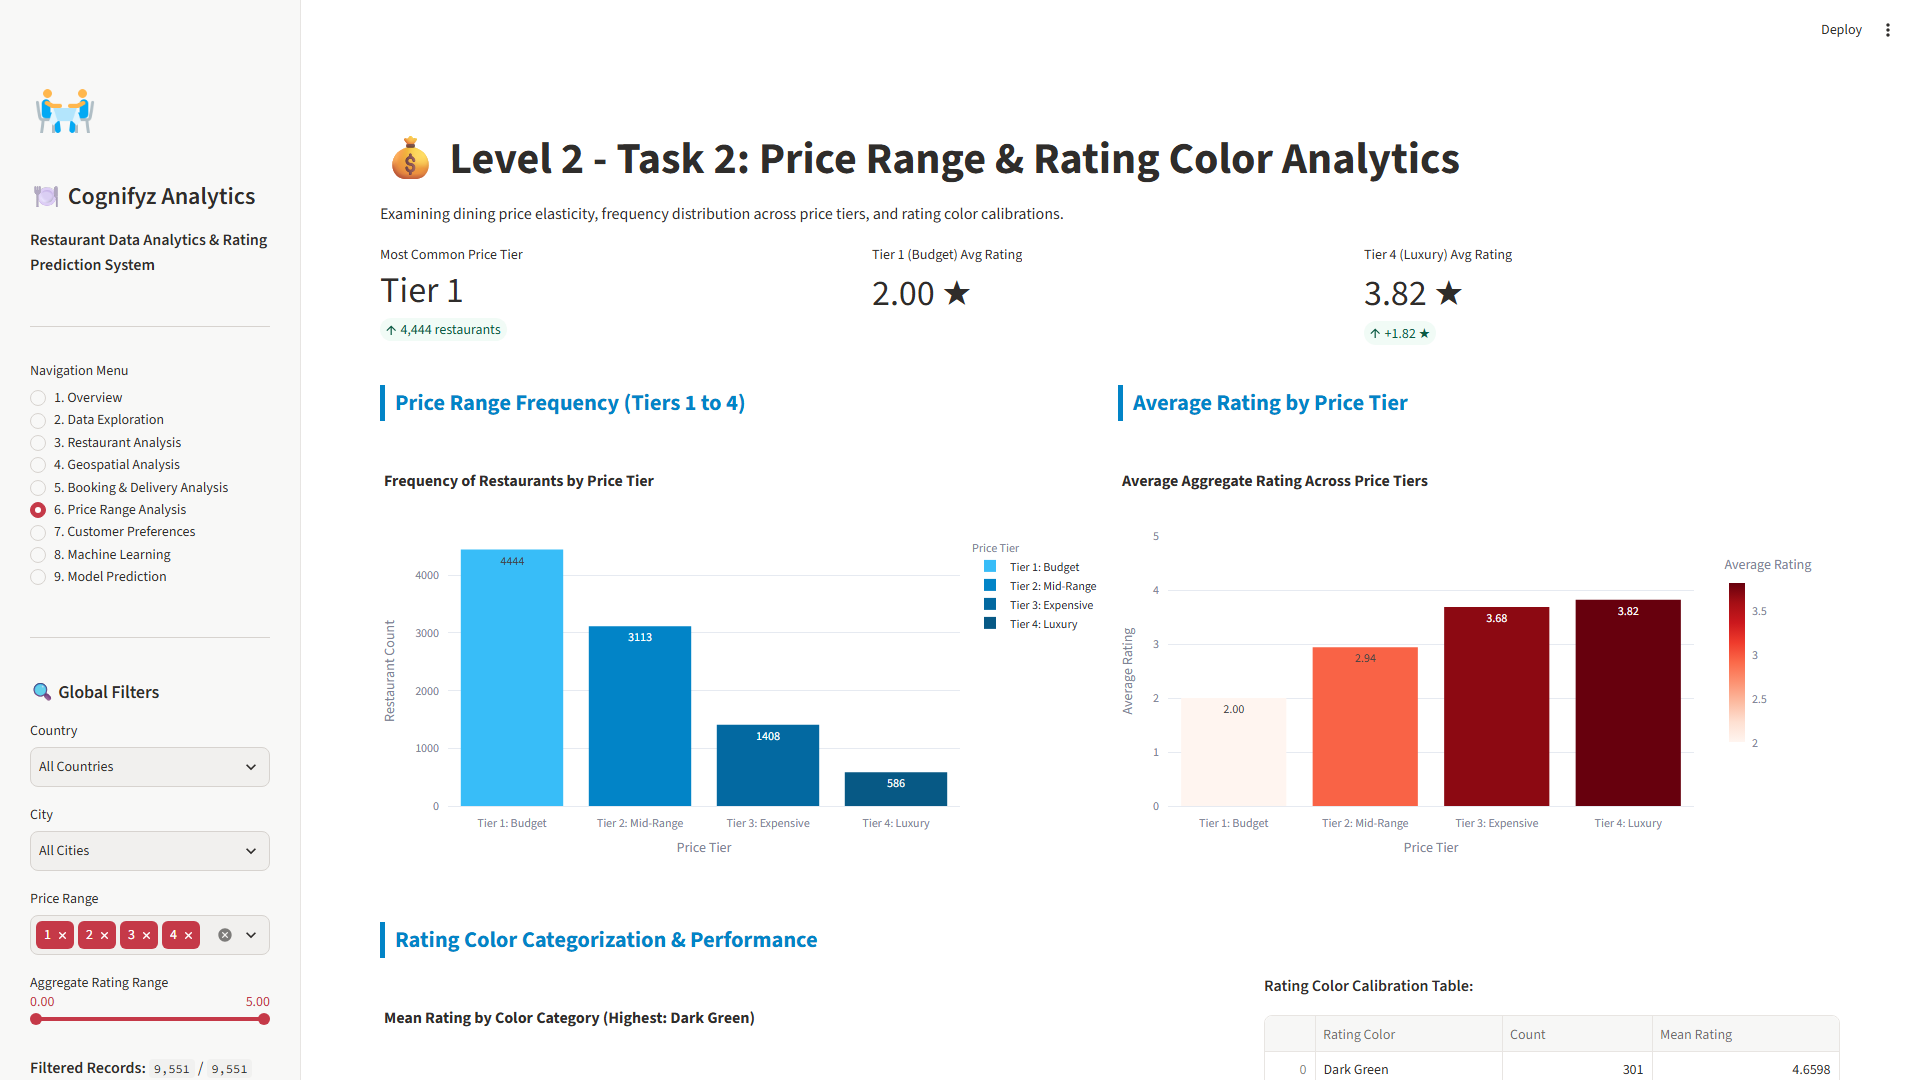 Deploy
Cognifyz Analytics
Restaurant Data Analytics & Rating
Prediction System
Navigation Menu
1. Overview
2. Data Exploration
3. Restaurant Analysis
4. Geospatial Analysis
5. Booking & Delivery Analysis
6. Price Range Analysis
7. Customer Preferences
8. Machine Learning
9. Model Prediction
Global Filters
Country
All Countries
City
All Cities
Price Range
1 × 2 × 3 × 4 ×
Aggregate Rating Range
0.00 5.00
Filtered Records: 9,551 / 9,551
Level 2 - Task 2: Price Range & Rating Color Analytics
Examining dining price elasticity, frequency distribution across price tiers, and rating color calibrations.
Most Common Price Tier
Tier 1
↑ 4,444 restaurants
Tier 1 (Budget) Avg Rating
2.00 ★
Tier 4 (Luxury) Avg Rating
3.82 ★
↑ +1.82 ★
Price Range Frequency (Tiers 1 to 4)
Frequency of Restaurants by Price Tier
Restaurant Count
4000
3000
2000
1000
0
4444
3113
1408
586
Tier 1: Budget
Tier 2: Mid-Range
Tier 3: Expensive
Tier 4: Luxury
Price Tier
Price Tier
Tier 1: Budget
Tier 2: Mid-Range
Tier 3: Expensive
Tier 4: Luxury
Average Rating by Price Tier
Average Aggregate Rating Across Price Tiers
Average Rating
5
4
3
2
1
0
2.00
2.94
3.68
3.82
Tier 1: Budget
Tier 2: Mid-Range
Tier 3: Expensive
Tier 4: Luxury
Price Tier
Average Rating
3.5
3
2.5
2
Rating Color Categorization & Performance
Mean Rating by Color Category (Highest: Dark Green)
Rating Color Calibration Table:
Rating Color Count Mean Rating
0 Dark Green 301 4.6598